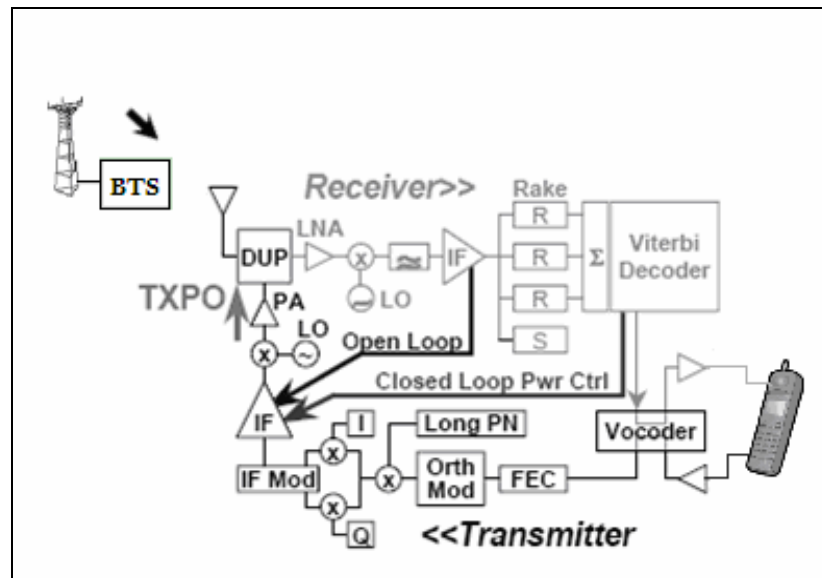 BTS
Receiver>>
Rake
R
LNA
Σ
Viterbi
Decoder
DUP
X
IF
R
TXPO
PA
LO
R
LO
Open Loop
S
X
~
Closed Loop Pwr Ctrl
IF
I
Long PN
Vocoder
X
IF Mod
X
Orth
Mod
FEC
X
Q
<<Transmitter